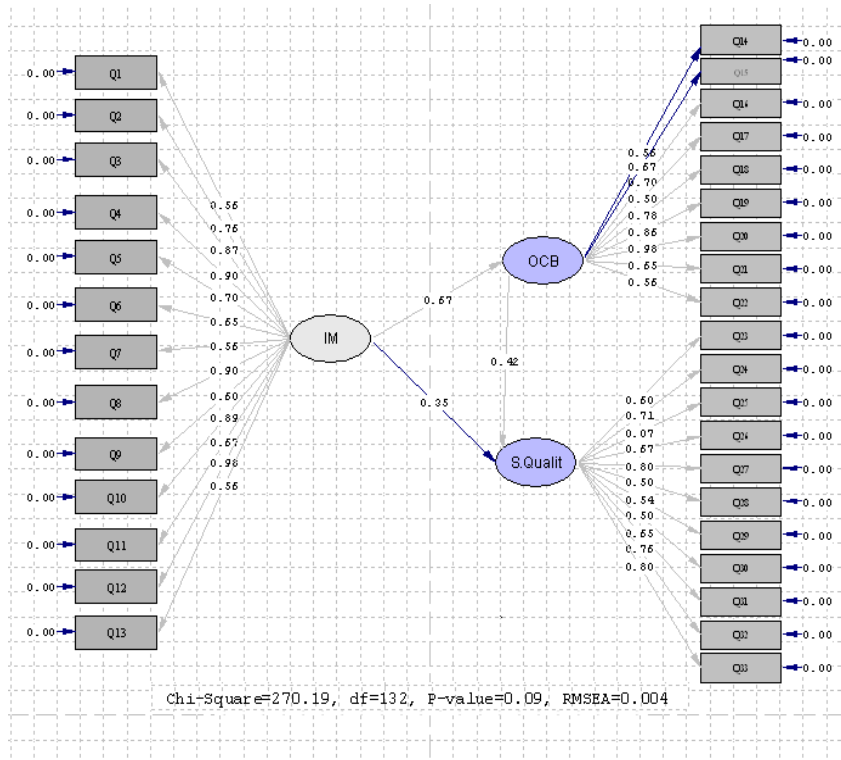 0.00 Q1
0.00 Q2
0.00 Q3
0.00 Q4
0.00 Q5
0.00 Q6
0.00 Q7
0.00 Q8
0.00 Q9
0.00 Q10
0.00 Q11
0.00 Q12
0.00 Q13
0.56
0.76
0.87
0.90
0.70
0.65
0.56
0.90
0.60
0.89
0.67
0.98
0.56
IM
0.67
0.35
0.42
OCB
S.Qualit
0.56
0.67
0.70
0.50
0.78
0.86
0.98
0.65
0.56
0.60
0.71
0.07
0.67
0.80
0.50
0.54
0.50
0.65
0.76
0.80
Q14 0.00
Q15 0.00
Q16 0.00
Q17 0.00
Q18 0.00
Q19 0.00
Q20 0.00
Q21 0.00
Q22 0.00
Q23 0.00
Q24 0.00
Q25 0.00
Q26 0.00
Q27 0.00
Q28 0.00
Q29 0.00
Q30 0.00
Q31 0.00
Q32 0.00
Q33 0.00
Chi-Square=270.19, df=132, P-value=0.09, RMSEA=0.004